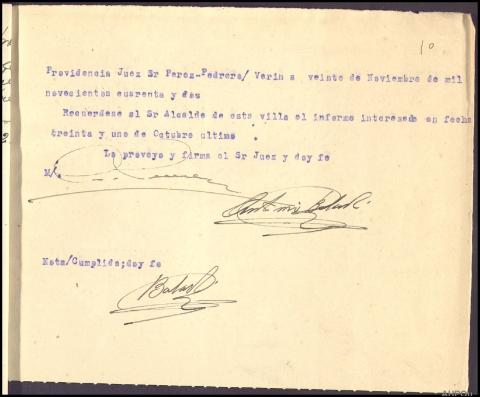 10
Providencia Juez Sr Perez-Pedrero/ Verin a veinte de Noviembre de mil
novecientos cuarenta y dos
Recuerdese al Sr Alcalde de esta villa el informe interesado en fecha
treinta y uno de Octubre ultimo
Lo proveyo y firma el Sr Juez y doy fe
M/.
Antonio
Nota/Cumplida;doy fe